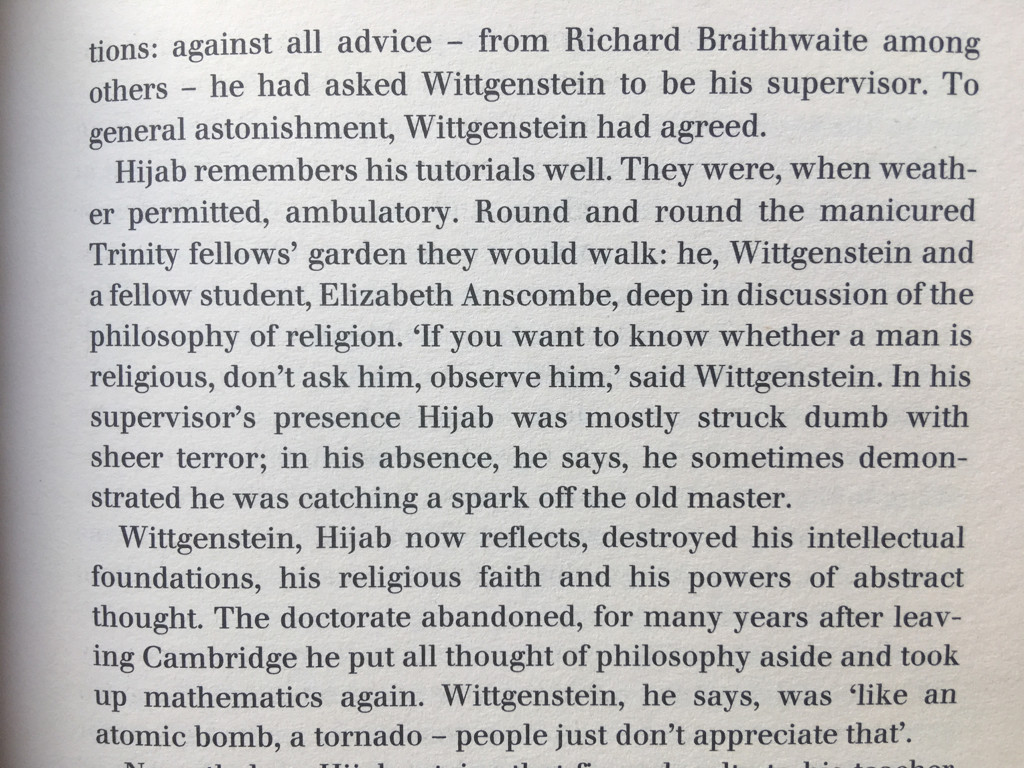 tions: against all advice – from Richard Braithwaite among
others – he had asked Wittgenstein to be his supervisor. To
general astonishment, Wittgenstein had agreed.
Hijab remembers his tutorials well. They were, when weath-
er permitted, ambulatory. Round and round the manicured
Trinity fellows’ garden they would walk: he, Wittgenstein and
a fellow student, Elizabeth Anscombe, deep in discussion of the
philosophy of religion. ‘If you want to know whether a man is
religious, don’t ask him, observe him,’ said Wittgenstein. In his
supervisor’s presence Hijab was mostly struck dumb with
sheer terror; in his absence, he says, he sometimes demon-
strated he was catching a spark off the old master.
Wittgenstein, Hijab now reflects, destroyed his intellectual
foundations, his religious faith and his powers of abstract
thought. The doctorate abandoned, for many years after leav-
ing Cambridge he put all thought of philosophy aside and took
up mathematics again. Wittgenstein, he says, was ‘like an
atomic bomb, a tornado – people just don’t appreciate that’.